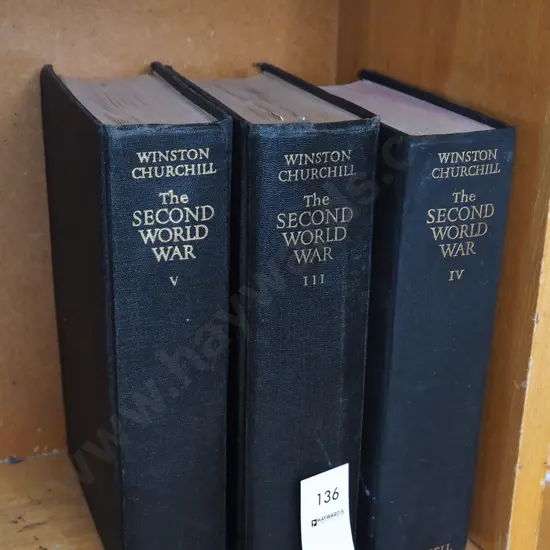 WINSTON
CHURCHILL
The
SECOND
WORLD
WAR
V
WINSTON
CHURCHILL
The
SECOND
WORLD
WAR
III
WINSTON
CHURCHILL
The
SECOND
WORLD
WAR
IV
136
HAYWARD'S